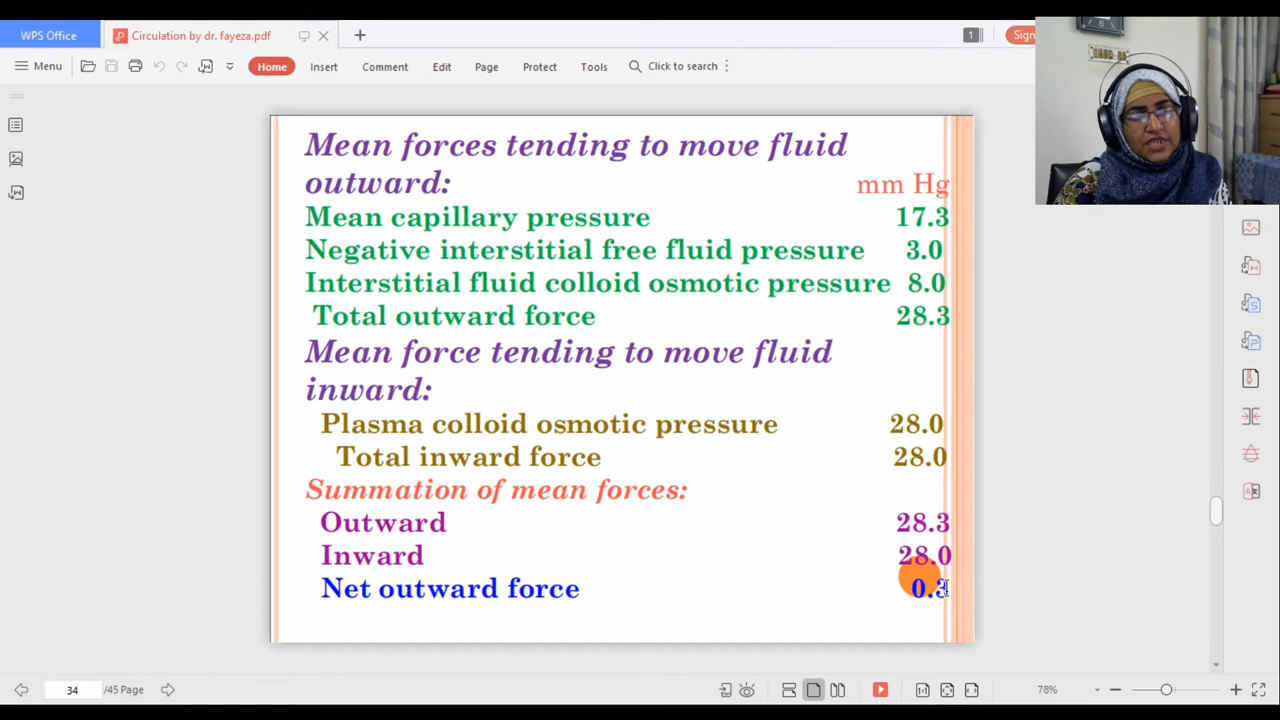 WPS Office
Circulation by dr. fayeza.pdf
1
Sign
Menu
Home
Insert
Comment
Edit
Page
Protect
Tools
Click to search
Mean forces tending to move fluid
outward: mm Hg
Mean capillary pressure 17.3
Negative interstitial free fluid pressure 3.0
Interstitial fluid colloid osmotic pressure 8.0
Total outward force 28.3
Mean force tending to move fluid
inward:
Plasma colloid osmotic pressure 28.0
Total inward force 28.0
Summation of mean forces:
Outward 28.3
Inward 28.0
Net outward force 0.3
34 /45 Page
78%